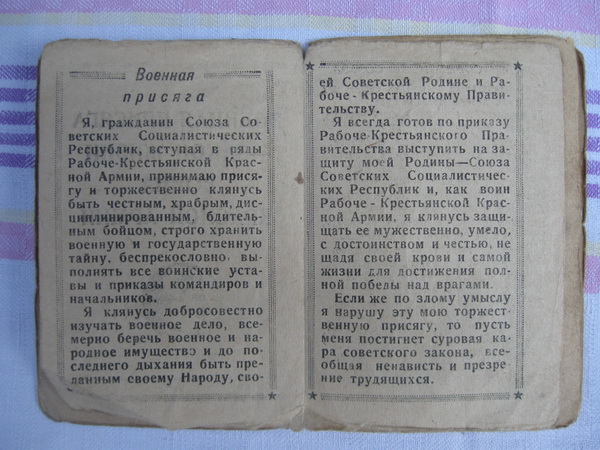 Военная
присяга
Я, гражданин Союза Со-
ветских Социалистических
Республик, вступая в ряды
Рабоче-Крестьянской Крас-
ной Армии, принимаю прися-
гу и торжественно клянусь
быть честным, храбрым, дис-
циплинированным, бдитель-
ным бойцом, строго хранить
военную и государственную
тайну, беспрекословно вы-
полнять все воинские уста-
вы и приказы командиров и
начальников.
Я клянусь добросовестно
изучать военное дело, все-
мерно беречь военное и на-
родное имущество и до по-
следнего дыхания быть пре-
данным своему Народу, сво-
ей Советской Родине и Ра-
боче-Крестьянскому Прави-
тельству.
Я всегда готов по приказу
Рабоче-Крестьянского Пра-
вительства выступить на за-
щиту моей Родины—Союза
Советских Социалистичес-
ких Республик и, как воин
Рабоче - Крестьянской Крас-
ной Армии, я клянусь защи-
щать ее мужественно, умело,
с достоинством и честью, не
щадя своей крови и самой
жизни для достижения пол-
ной победы над врагами.
Если же по злому умыслу
я нарушу эту мою торжест-
венную присягу, то пусть
меня постигнет суровая ка-
ра советского закона, все-
общая ненависть и презре-
ние трудящихся.